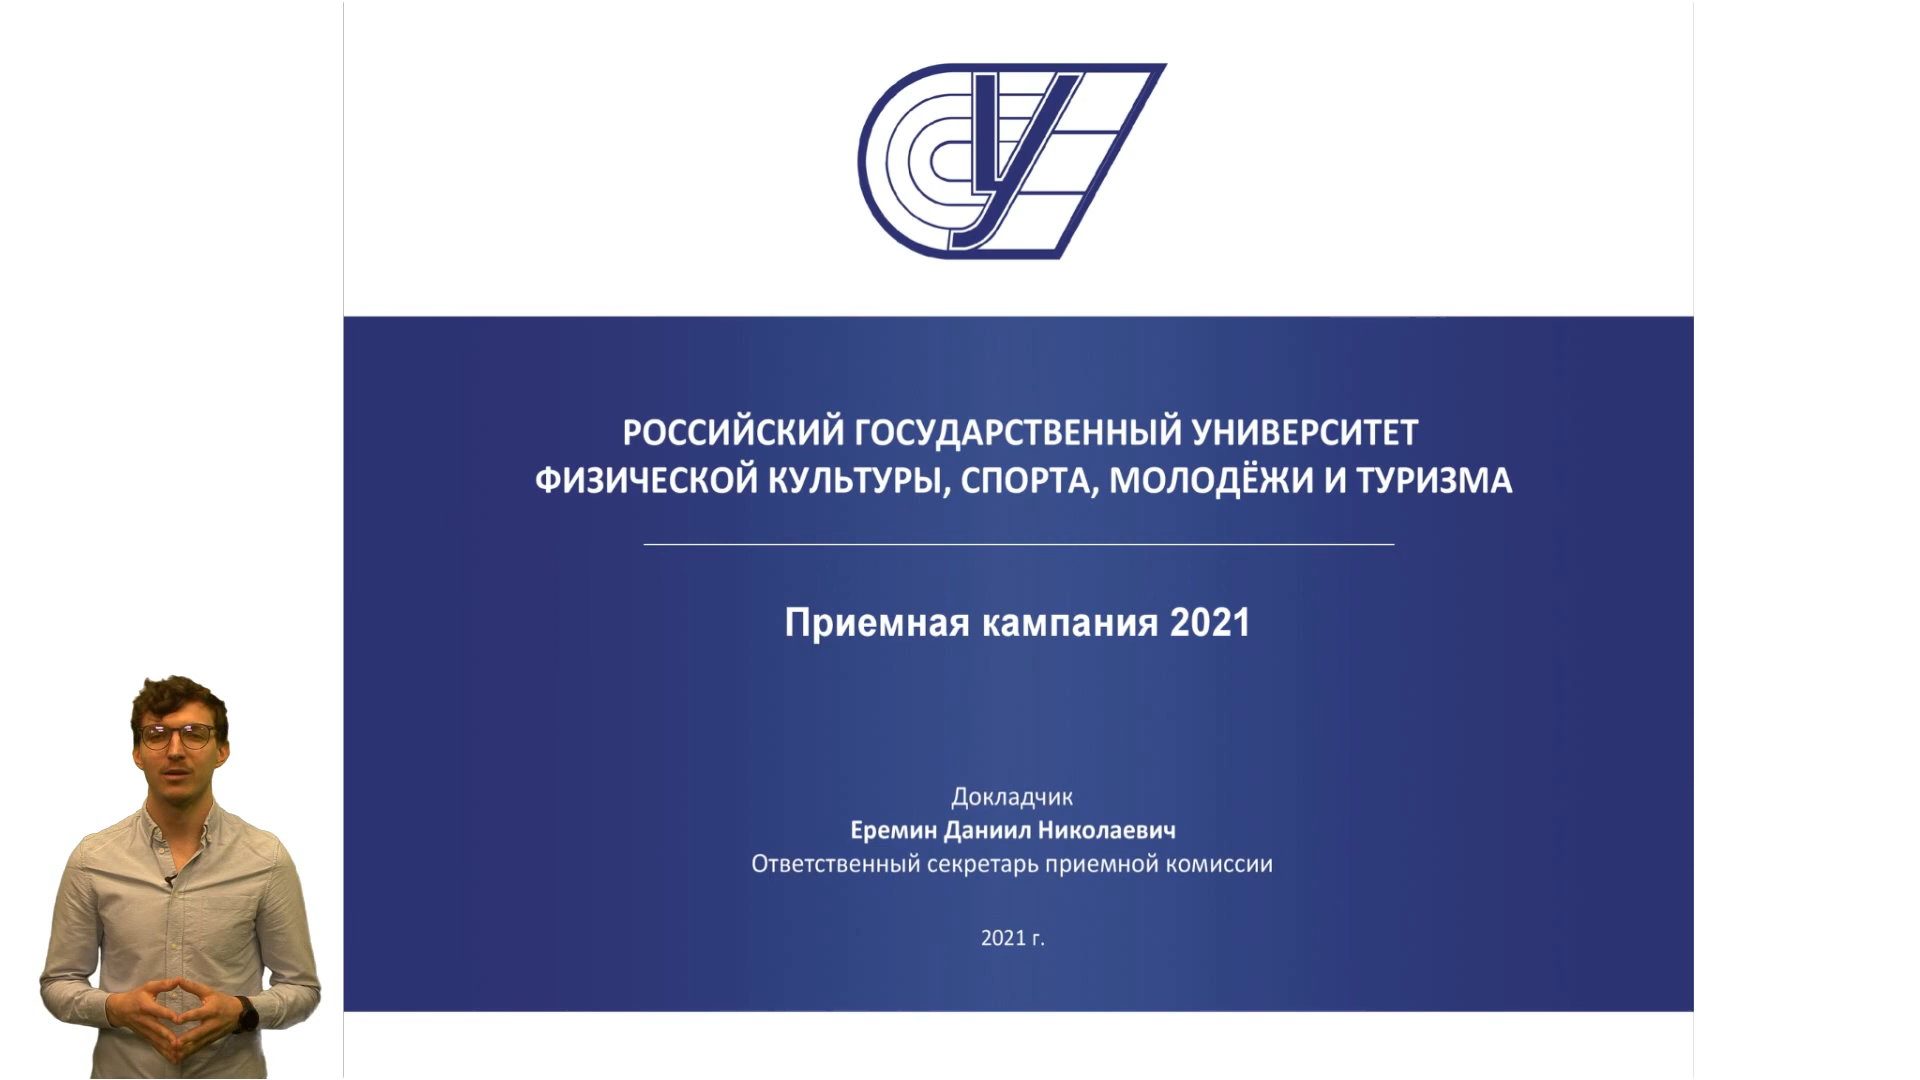 РОССИЙСКИЙ ГОСУДАРСТВЕННЫЙ УНИВЕРСИТЕТ
ФИЗИЧЕСКОЙ КУЛЬТУРЫ, СПОРТА, МОЛОДЁЖИ И ТУРИЗМА
Приемная кампания 2021
Докладчик
Еремин Даниил Николаевич
Ответственный секретарь приемной комиссии
2021 г.